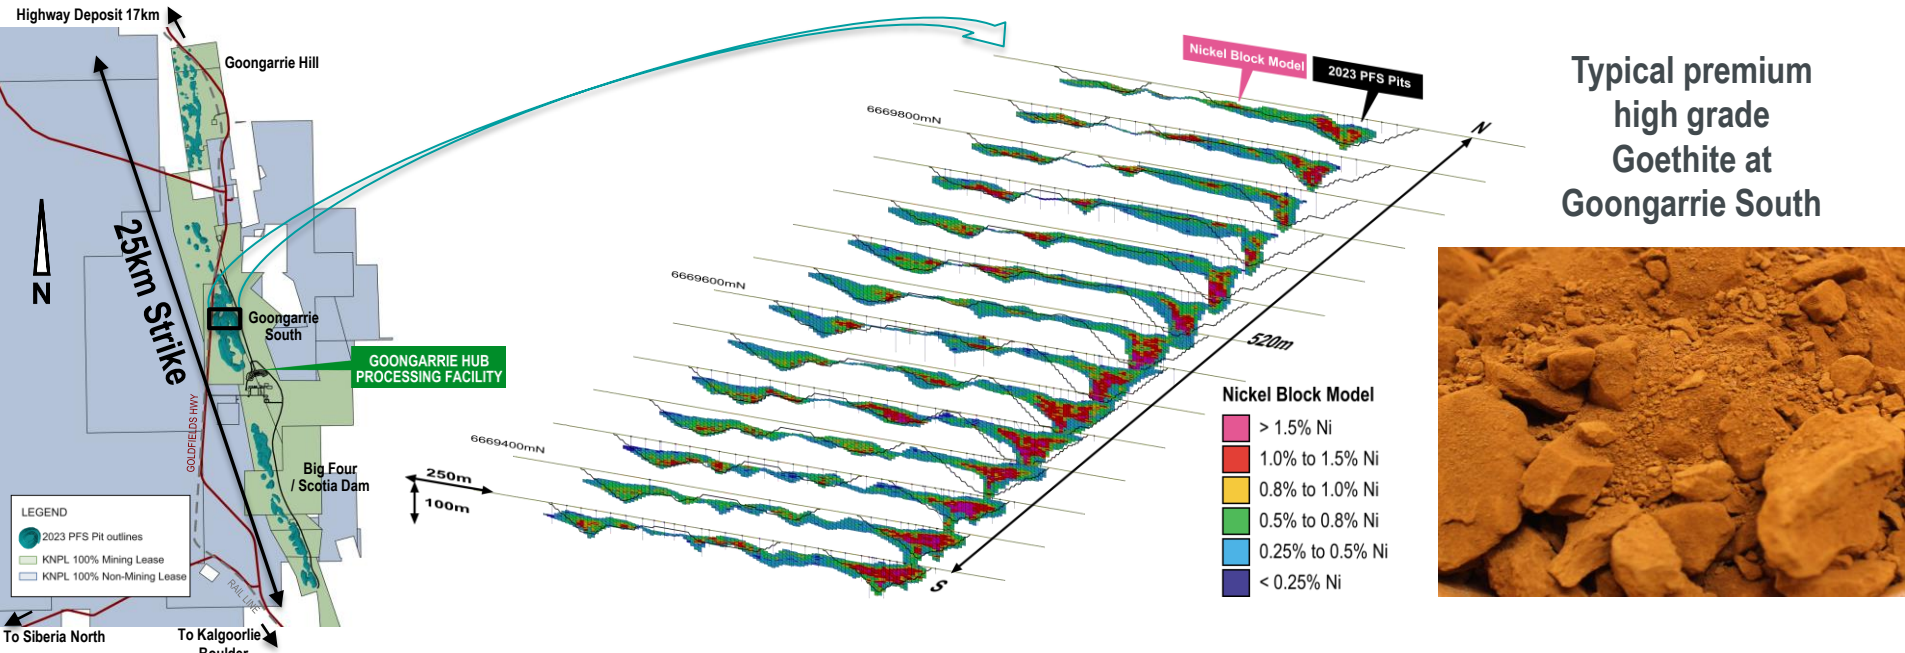 Highway Deposit 17km
Goongarrie Hill
25km Strike
N
Goongarrie
South
GOONGARRIE HUB
PROCESSING FACILITY
GOLDFIELDS HWY
Big Four
/ Scotia Dam
LEGEND
2023 PFS Pit outlines
KNPL 100% Mining Lease
KNPL 100% Non-Mining Lease
RAIL LINE
To Siberia North
To Kalgoorlie
Boulder
Nickel Block Model
2023 PFS Pits
6669800mN
N
6669600mN
520m
6669400mN
250m
100m
S
Nickel Block Model
> 1.5% Ni
1.0% to 1.5% Ni
0.8% to 1.0% Ni
0.5% to 0.8% Ni
0.25% to 0.5% Ni
< 0.25% Ni
Typical premium
high grade
Goethite at
Goongarrie South